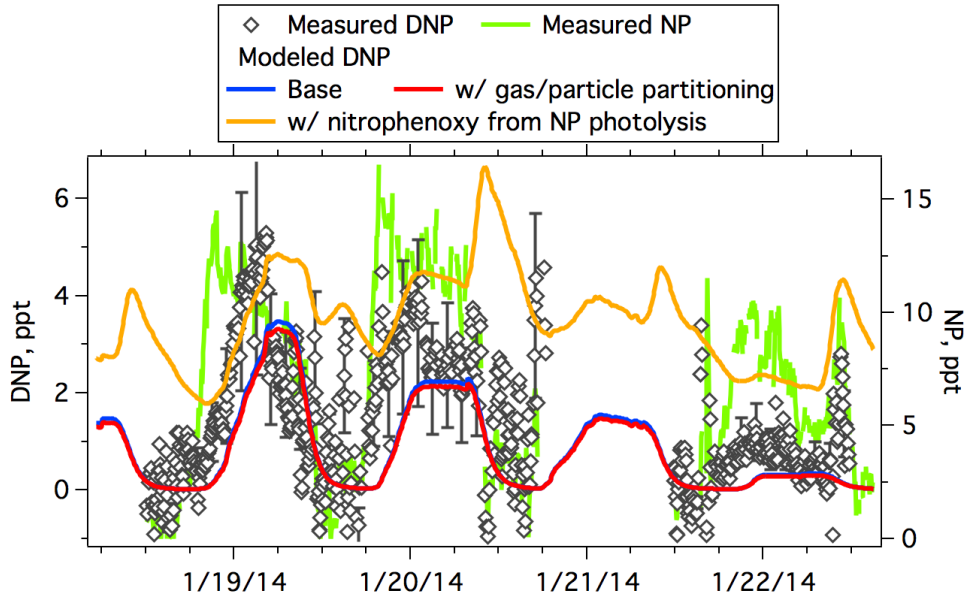 Measured DNP Measured NP
Modeled DNP
Base w/ gas/particle partitioning
w/ nitrophenoxy from NP photolysis
6
4
2
0
DNP, ppt
15
10
5
0
NP, ppt
1/19/14 1/20/14 1/21/14 1/22/14